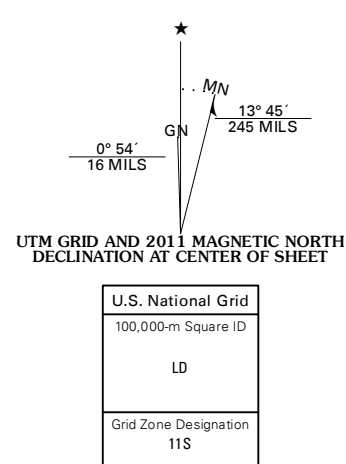 ★
MN
GN
13° 45´
245 MILS
0° 54´
16 MILS
UTM GRID AND 2011 MAGNETIC NORTH
DECLINATION AT CENTER OF SHEET
U.S. National Grid
100,000-m Square ID
LD
Grid Zone Designation
11S